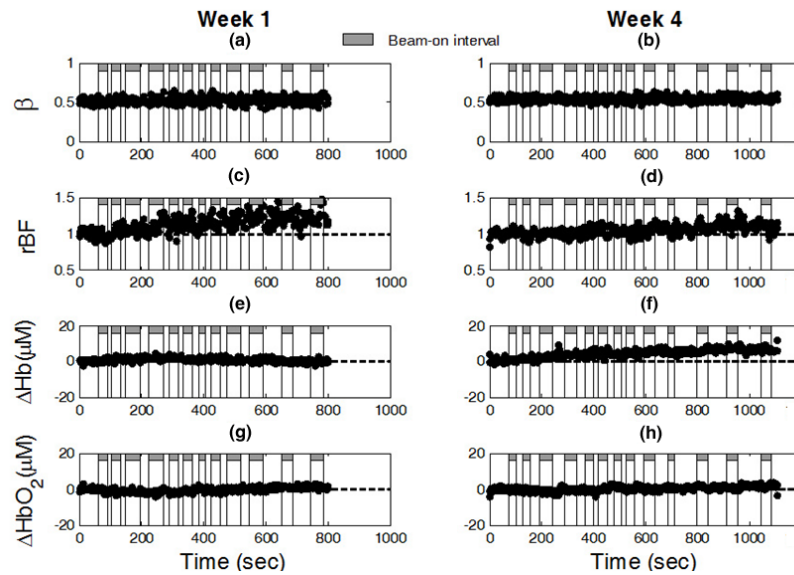 Week 1 Week 4
(a) Beam-on interval (b)
β
1 1
0.5 0.5
0 0
0 200 400 600 800 1000 0 200 400 600 800 1000
(c) (d)
rBF
1.5 1.5
1 1
0.5 0.5
0 200 400 600 800 1000 0 200 400 600 800 1000
(e) (f)
ΔHb(μM)
20 20
0 0
-20 -20
0 200 400 600 800 1000 0 200 400 600 800 1000
(g) (h)
ΔHbO2(μM)
20 20
0 0
-20 -20
0 200 400 600 800 1000 0 200 400 600 800 1000
Time (sec) Time (sec)